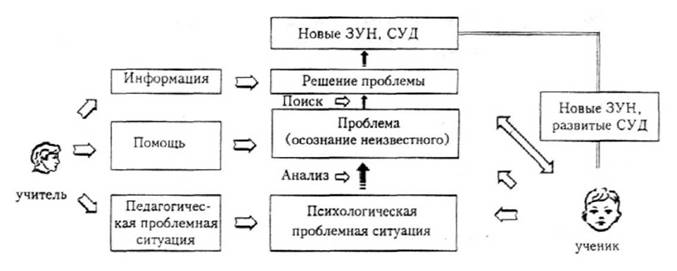 Новые ЗУН, СУД
Информация
Решение проблемы
Поиск
Новые ЗУН,
развитые СУД
Помощь
Проблема
(осознание неизвестного)
Анализ
учитель
Педагогичес-
кая проблемная
ситуация
Психологическая
проблемная ситуация
ученик